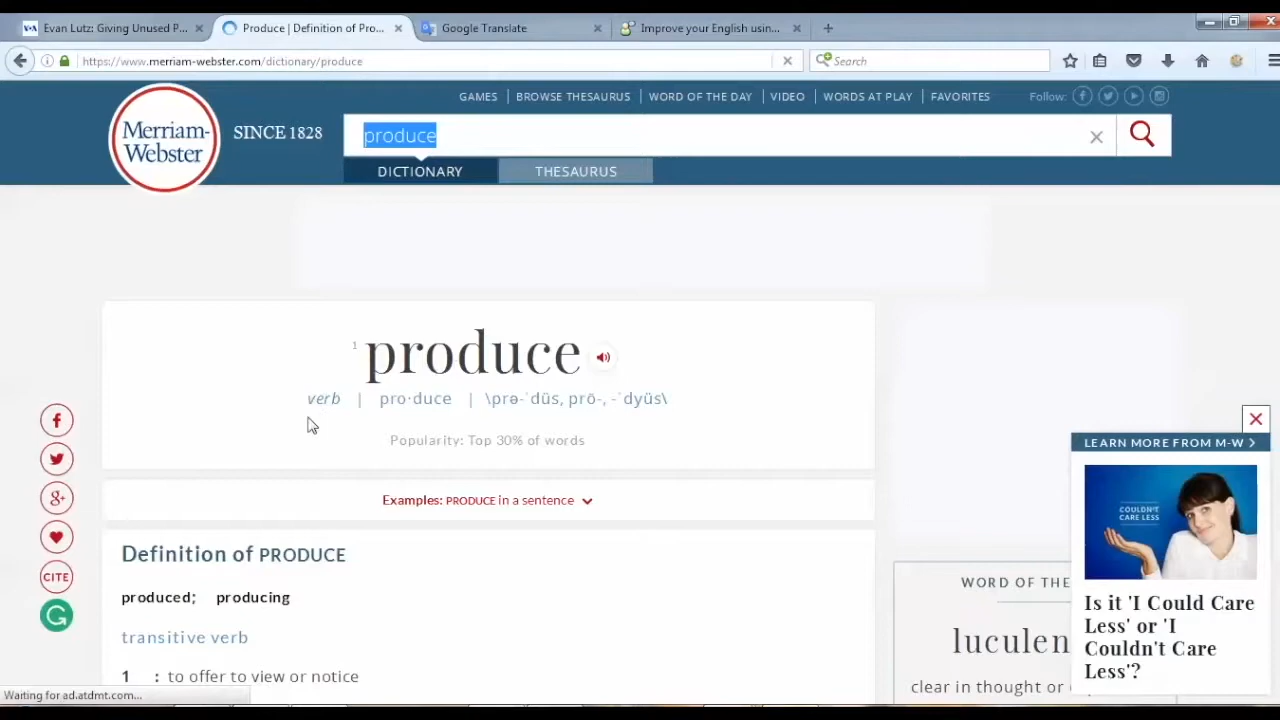 Evan Lutz: Giving Unused P...
Produce | Definition of Pro...
Google Translate
Improve your English usin...
https://www.merriam-webster.com/dictionary/produce
Search
GAMES
BROWSE THESAURUS
WORD OF THE DAY
VIDEO
WORDS AT PLAY
FAVORITES
Follow:
Merriam-
Webster
SINCE 1828
produce
DICTIONARY
THESAURUS
1 produce
verb | pro·duce | \prə-ˈdüs, prō-, -ˈdyüs\
Popularity: Top 30% of words
Examples: PRODUCE in a sentence
CITE
Definition of PRODUCE
produced; producing
transitive verb
1 : to offer to view or notice
WORD OF THE
luculen
clear in thought or
LEARN MORE FROM M-W >
COULDN'T
CARE LESS
Is it 'I Could Care
Less' or 'I
Couldn't Care
Less'?
Waiting for ad.atdmt.com...